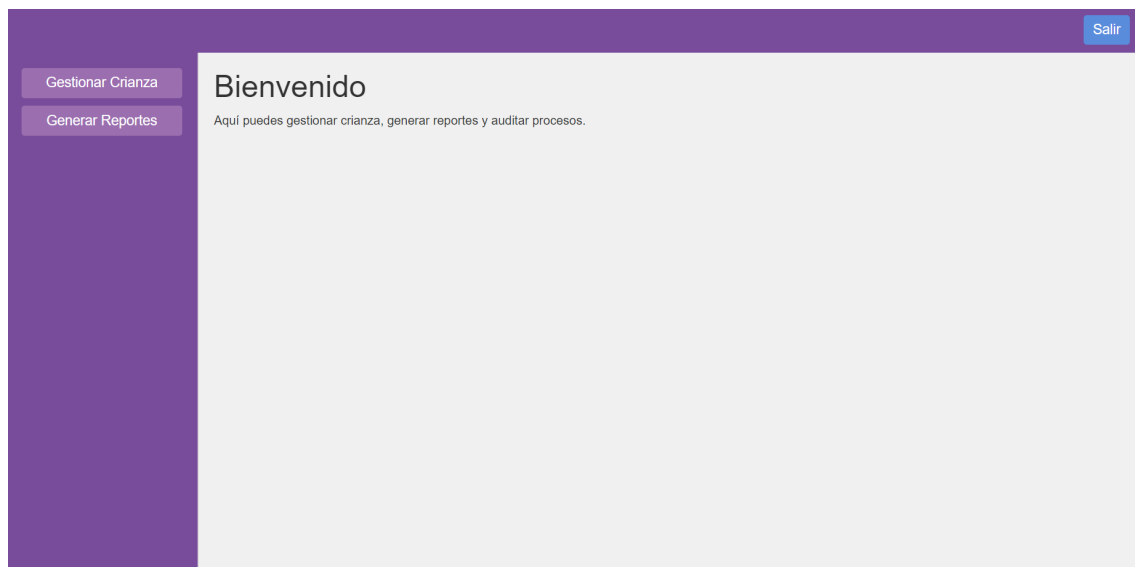 Salir
Gestionar Crianza
Generar Reportes
Bienvenido
Aquí puedes gestionar crianza, generar reportes y auditar procesos.